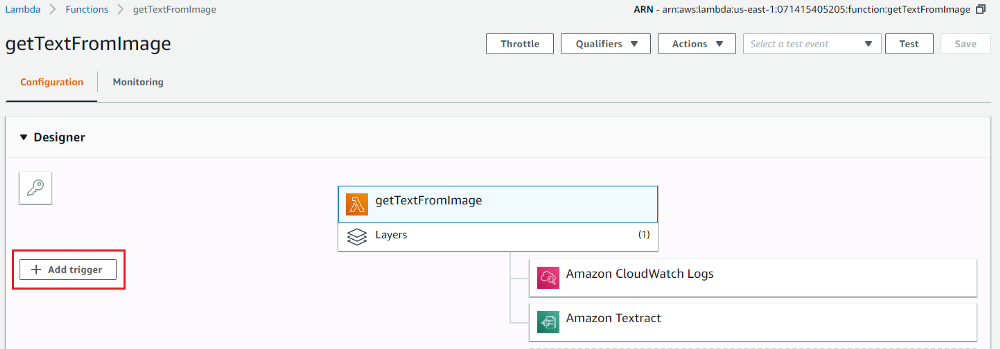 Lambda > Functions > getTextFromImage
ARN - arn:aws:lambda:us-east-1:071415405205:function:getTextFromImage
getTextFromImage
Throttle
Qualifiers
Actions
Select a test event
Test
Save
Configuration
Monitoring
Designer
getTextFromImage
Layers
(1)
+ Add trigger
Amazon CloudWatch Logs
Amazon Textract